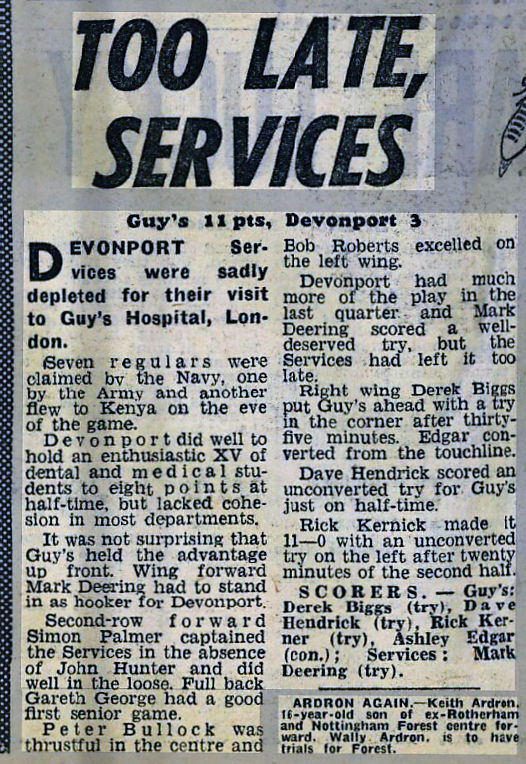 TOO LATE,
SERVICES
Guy's 11 pts, Devonport 3
DEVONPORT Ser-
vices were sadly
depleted for their visit
to Guy's Hospital, Lon-
don.
Seven regulars were
claimed by the Navy, one
by the Army and another
flew to Kenya on the eve
of the game.
Devonport did well to
hold an enthusiastic XV of
dental and medical stu-
dents to eight points at
half-time, but lacked cohe-
sion in most departments.
It was not surprising that
Guy's held the advantage
up front. Wing forward
Mark Deering had to stand
in as hooker for Devonport.
Second-row forward
Simon Palmer captained
the Services in the absence
of John Hunter and did
well in the loose. Full back
Gareth George had a good
first senior game.
Peter Bullock was
thrustful in the centre and
Bob Roberts excelled on
the left wing.
Devonport had much
more of the play in the
last quarter and Mark
Deering scored a well-
deserved try, but the
Services had left it too
late.
Right wing Derek Biggs
put Guy's ahead with a try
in the corner after thirty-
five minutes. Edgar con-
verted from the touchline.
Dave Hendrick scored an
unconverted try for Guy's
just on half-time.
Rick Kernick made it
11—0 with an unconverted
try on the left after twenty
minutes of the second half.
SCORERS. — Guy's:
Derek Biggs (try), Dave
Hendrick (try), Rick Ker-
ner (try), Ashley Edgar
(con.); Services: Mark
Deering (try).
ARDRON AGAIN.—Keith Ardron,
16-year-old son of ex-Rotherham
and Nottingham Forest centre for-
ward, Wally Ardron, is to have
trials for Forest.